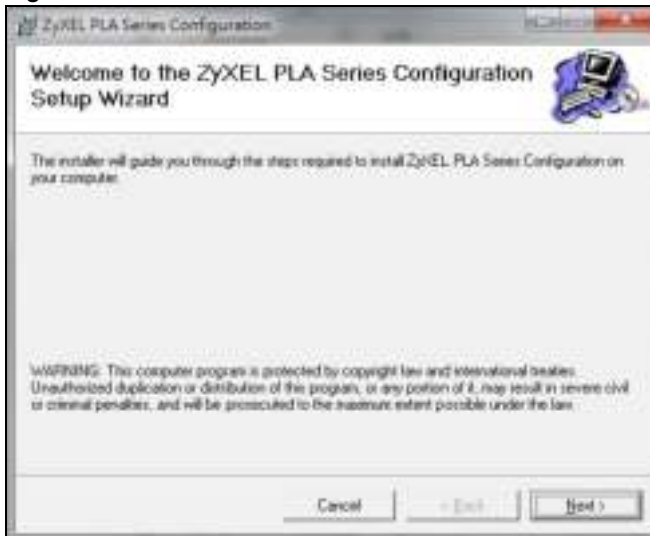 ZyXEL PLA Series Configuration
Welcome to the ZyXEL PLA Series Configuration
Setup Wizard
The installer will guide you through the steps required to install ZyXEL PLA Series Configuration on
your computer.
WARNING: This computer program is protected by copyright law and international treaties.
Unauthorized duplication or distribution of this program, or any portion of it, may result in severe civil
or criminal penalties, and will be prosecuted to the maximum extent possible under the law.
Cancel
< Back
Next >